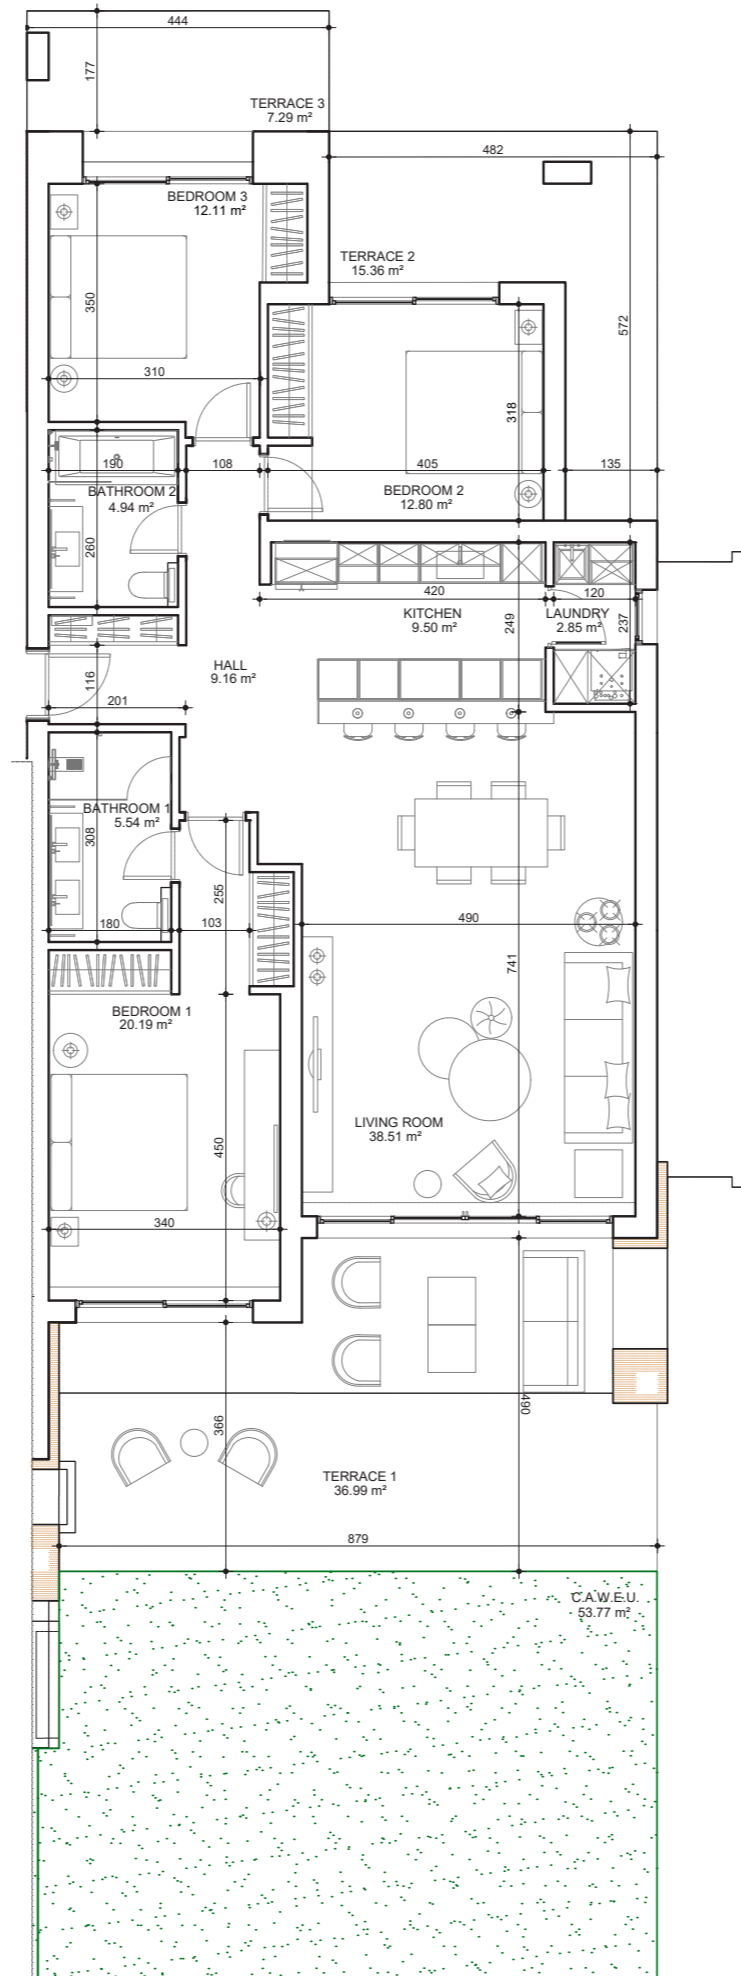 444
177
TERRACE 3
7.29 m²
482
BEDROOM 3
12.11 m²
TERRACE 2
15.36 m²
350
572
310
318
190
108
405
135
BATHROOM 2
4.94 m²
BEDROOM 2
12.80 m²
260
420
120
KITCHEN
9.50 m²
249
LAUNDRY
2.85 m²
237
HALL
9.16 m²
116
201
BATHROOM 1
5.54 m²
308
255
180
103
490
741
BEDROOM 1
20.19 m²
LIVING ROOM
38.51 m²
450
340
490
366
TERRACE 1
36.99 m²
879
C.A.W.E.U.
53.77 m²